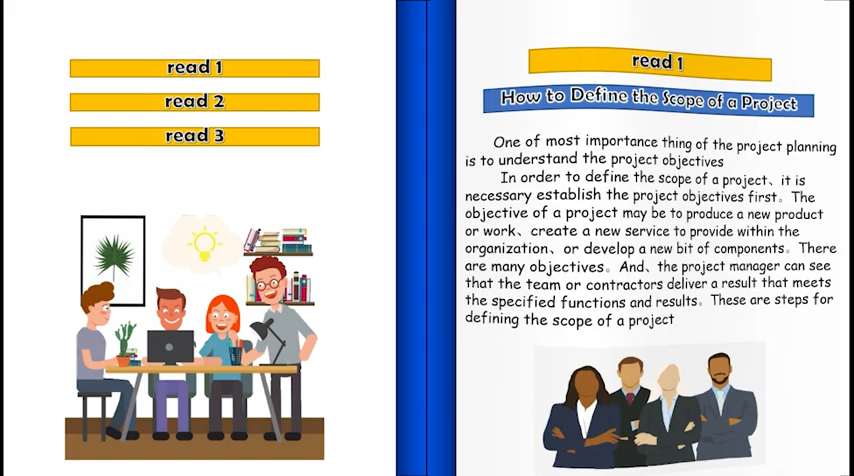 read 1
read 2
read 3
read 1
How to Define the Scope of a Project
One of most importance thing of the project planning
is to understand the project objectives
In order to define the scope of a project、it is
necessary establish the project objectives first。The
objective of a project may be to produce a new product
or work、create a new service to provide within the
organization、or develop a new bit of components。There
are many objectives。And、the project manager can see
that the team or contractors deliver a result that meets
the specified functions and results。These are steps for
defining the scope of a project